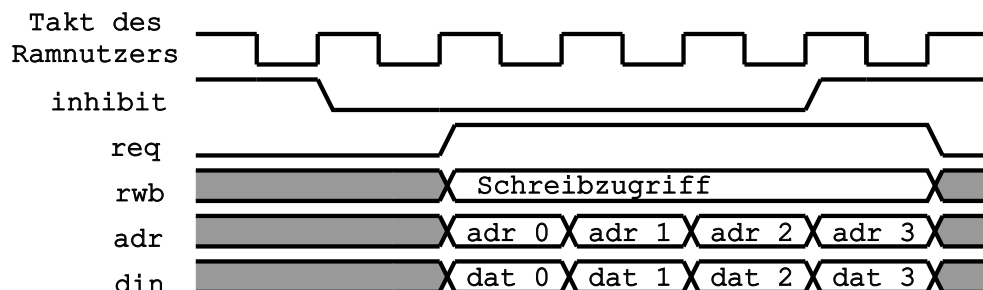 Takt des
Ramnutzers
inhibit
req
rwb Schreibzugriff
adr adr 0 adr 1 adr 2 adr 3
din dat 0 dat 1 dat 2 dat 3